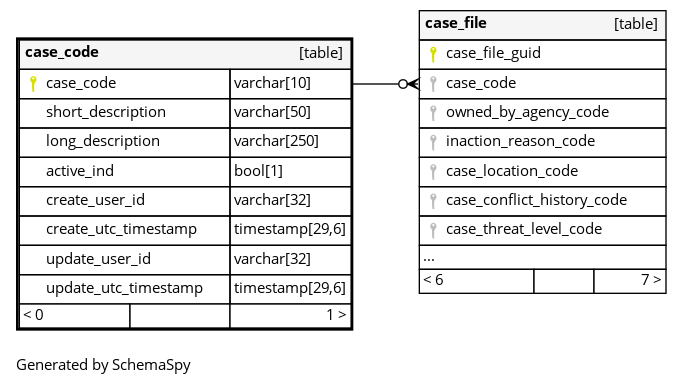 case_code [table]
case_code varchar[10]
short_description varchar[50]
long_description varchar[250]
active_ind bool[1]
create_user_id varchar[32]
create_utc_timestamp timestamp[29,6]
update_user_id varchar[32]
update_utc_timestamp timestamp[29,6]
< 0 1 >
case_file [table]
case_file_guid
case_code
owned_by_agency_code
inaction_reason_code
case_location_code
case_conflict_history_code
case_threat_level_code
...
< 6 7 >
Generated by SchemaSpy